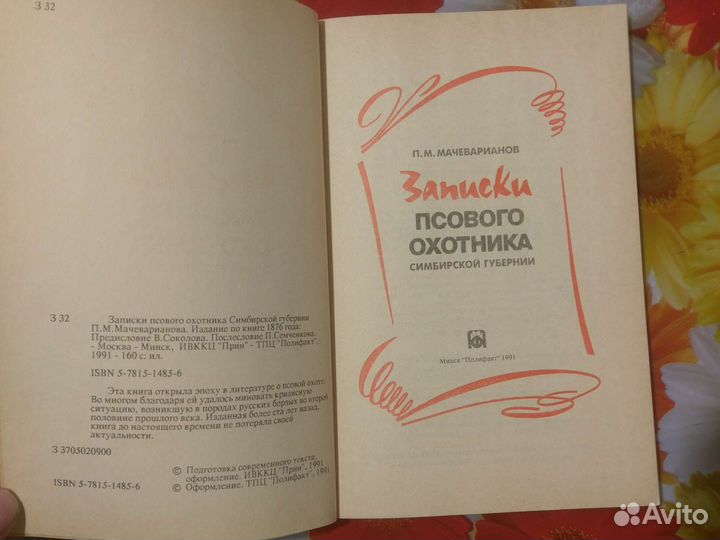 З 32
З 32
Записки псового охотника Симбирской губернии
П.М.Мачеварианова. Издание по книге 1876 года:
Предисловие В.Соколова. Послесловие П.Семченкова.
- Москва - Минск, ИВККЦ "Прии" - ТПЦ "Полифакт".
1991 - 160 с: ил.
ISBN 5-7815-1485-6
Эта книга открыла эпоху в литературе о псовой охоте.
Во многом благодаря ей удалось миновать кризисную
ситуацию, возникшую в породах русских борзых во второй
половине прошлого века. Изданная более ста лет назад,
книга до настоящего времени не потеряла своей
актуальности.
З 3705020900
© Подготовка современного текста,
оформление. ИВККЦ "Прии", 1991
ISBN 5-7815-1485-6
© Оформление. ТПЦ "Полифакт", 1991
П.М.МАЧЕВАРИАНОВ
Записки
ПСОВОГО
ОХОТНИКА
СИМБИРСКОЙ ГУБЕРНИИ
Минск "Полифакт" 1991
Avito